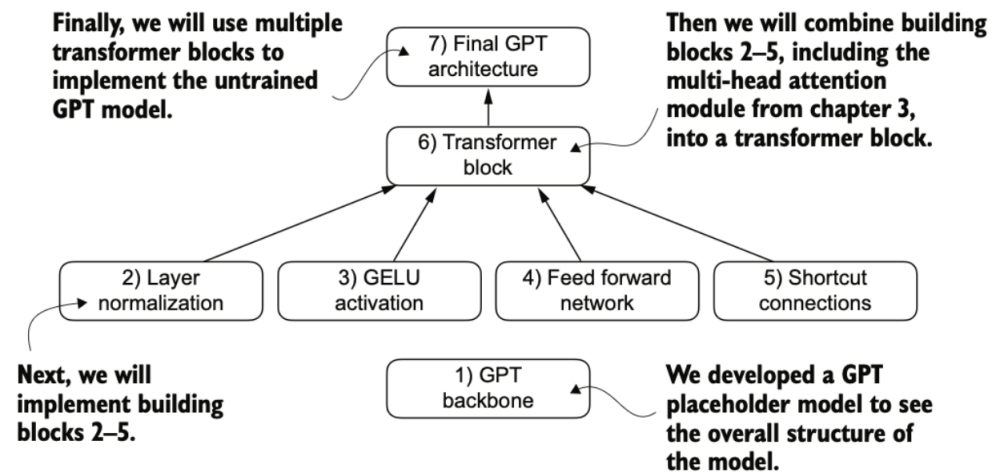 Finally, we will use multiple
transformer blocks to
implement the untrained
GPT model.
7) Final GPT
architecture
Then we will combine building
blocks 2–5, including the
multi-head attention
module from chapter 3,
into a transformer block.
6) Transformer
block
2) Layer
normalization
3) GELU
activation
4) Feed forward
network
5) Shortcut
connections
Next, we will
implement building
blocks 2–5.
1) GPT
backbone
We developed a GPT
placeholder model to see
the overall structure of
the model.